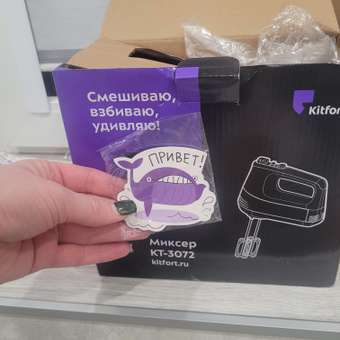 Смешиваю,
взбиваю,
удивляю!
Kitfort
ПРИВЕТ!
Миксер
КТ-3072
kitfort.ru